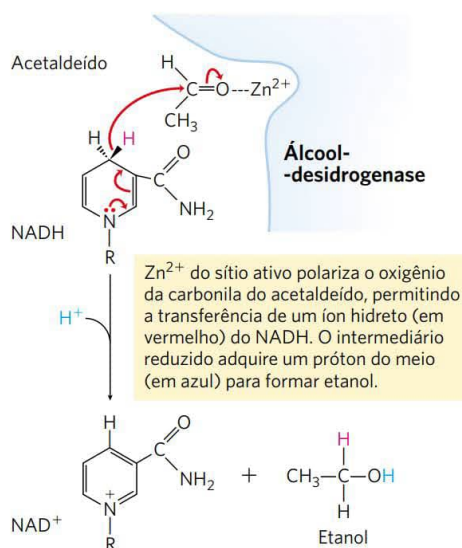 Acetaldeído
H
C=O---Zn²⁺
CH₃
Álcool-
-desidrogenase
H H
O
C
NH₂
N
NADH
R
Zn²⁺ do sítio ativo polariza o oxigênio
da carbonila do acetaldeído, permitindo
a transferência de um íon hidreto (em
vermelho) do NADH. O intermediário
reduzido adquire um próton do meio
(em azul) para formar etanol.
H⁺
H
O
C
NH₂
N
+
NAD⁺
R
+
H
CH₃–C–OH
H
Etanol